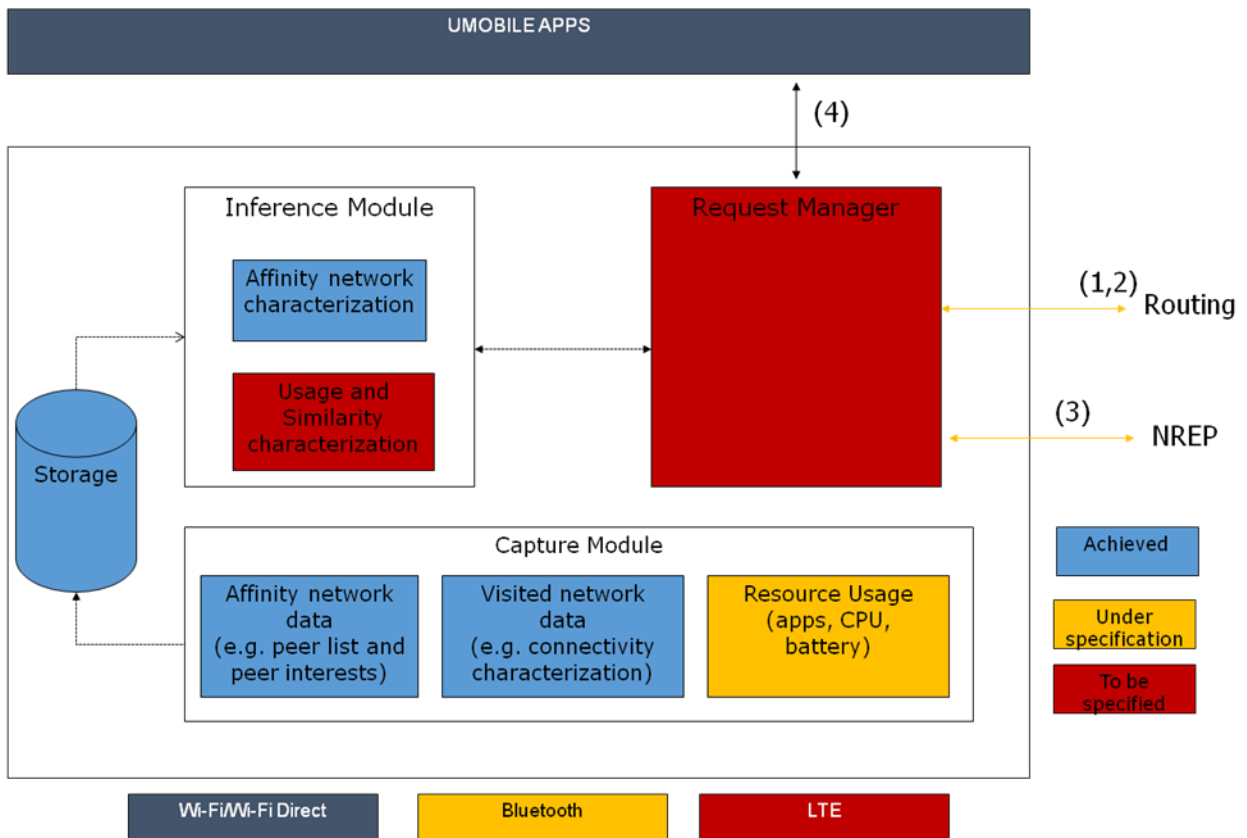 UMOBILE APPS
(4)
Inference Module
Request Manager
Affinity network
characterization
(1,2)
Routing
Usage and
Similarity
characterization
(3)
NREP
Storage
Capture Module
Achieved
Affinity network
data
(e.g. peer list and
peer interests)
Visited network
data
(e.g. connectivity
characterization)
Resource Usage
(apps, CPU,
battery)
Under
specification
To be
specified
Wi-Fi/Wi-Fi Direct
Bluetooth
LTE